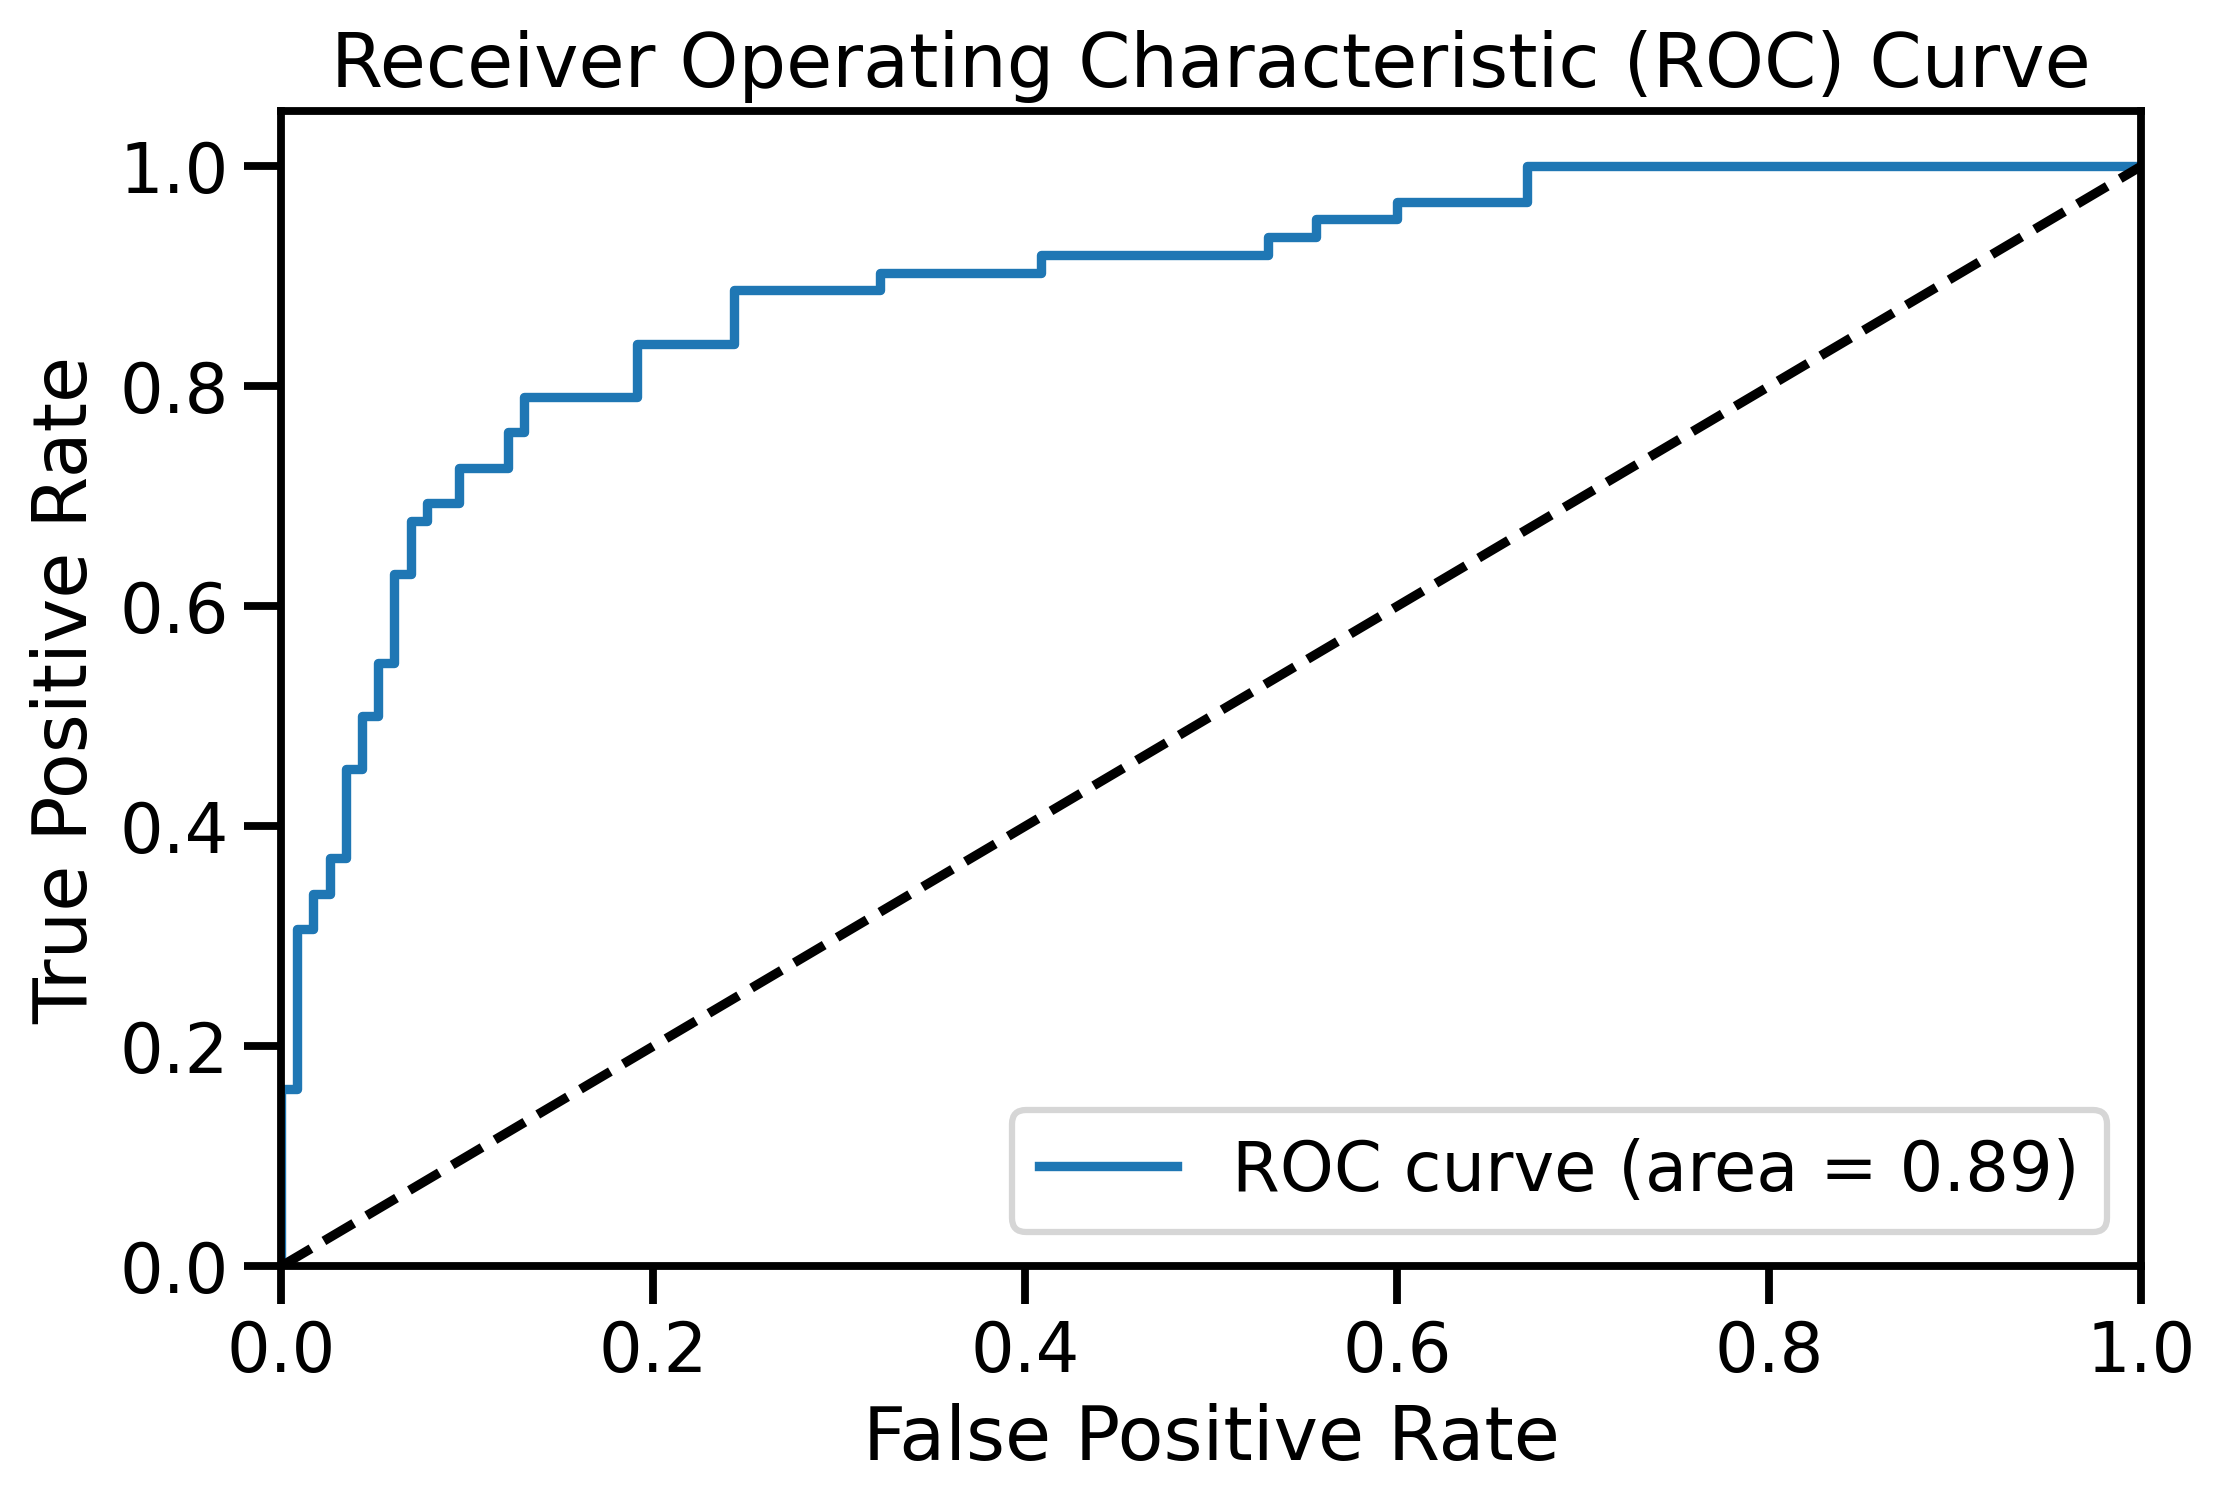 Receiver Operating Characteristic (ROC) Curve
True Positive Rate
1.0
0.8
0.6
0.4
0.2
0.0
ROC curve (area = 0.89)
0.0 0.2 0.4 0.6 0.8 1.0
False Positive Rate